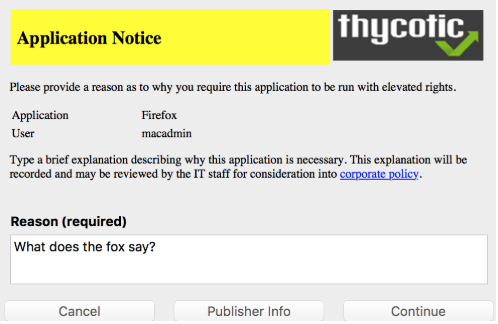 Application Notice
thycotic
Please provide a reason as to why you require this application to be run with elevated rights.
Application Firefox
User macadmin
Type a brief explanation describing why this application is necessary. This explanation will be
recorded and may be reviewed by the IT staff for consideration into corporate policy.
Reason (required)
What does the fox say?
Cancel Publisher Info Continue